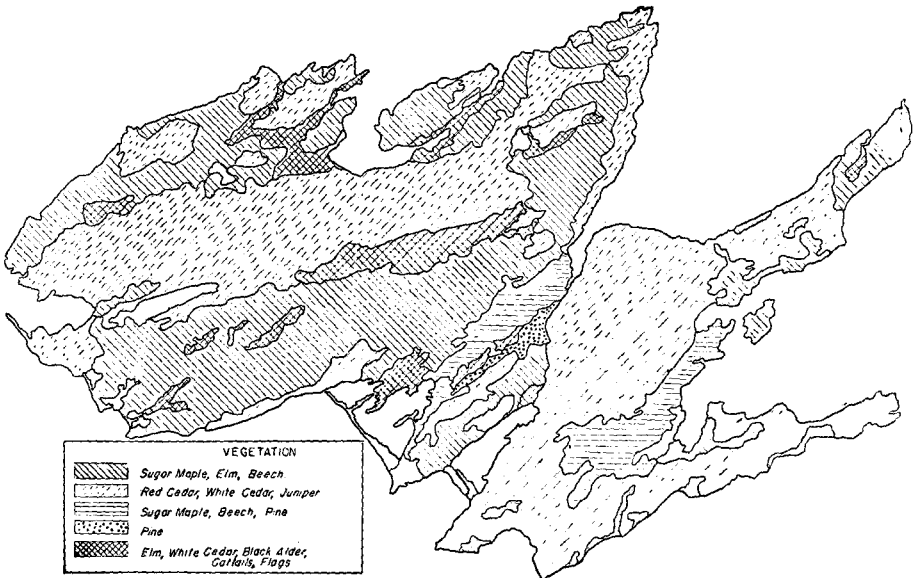 VEGETATION
Sugar Maple, Elm, Beech
Red Cedar, White Cedar, Juniper
Sugar Maple, Beech, Pine
Pine
Elm, White Cedar, Black Alder,
Cattails, Flags